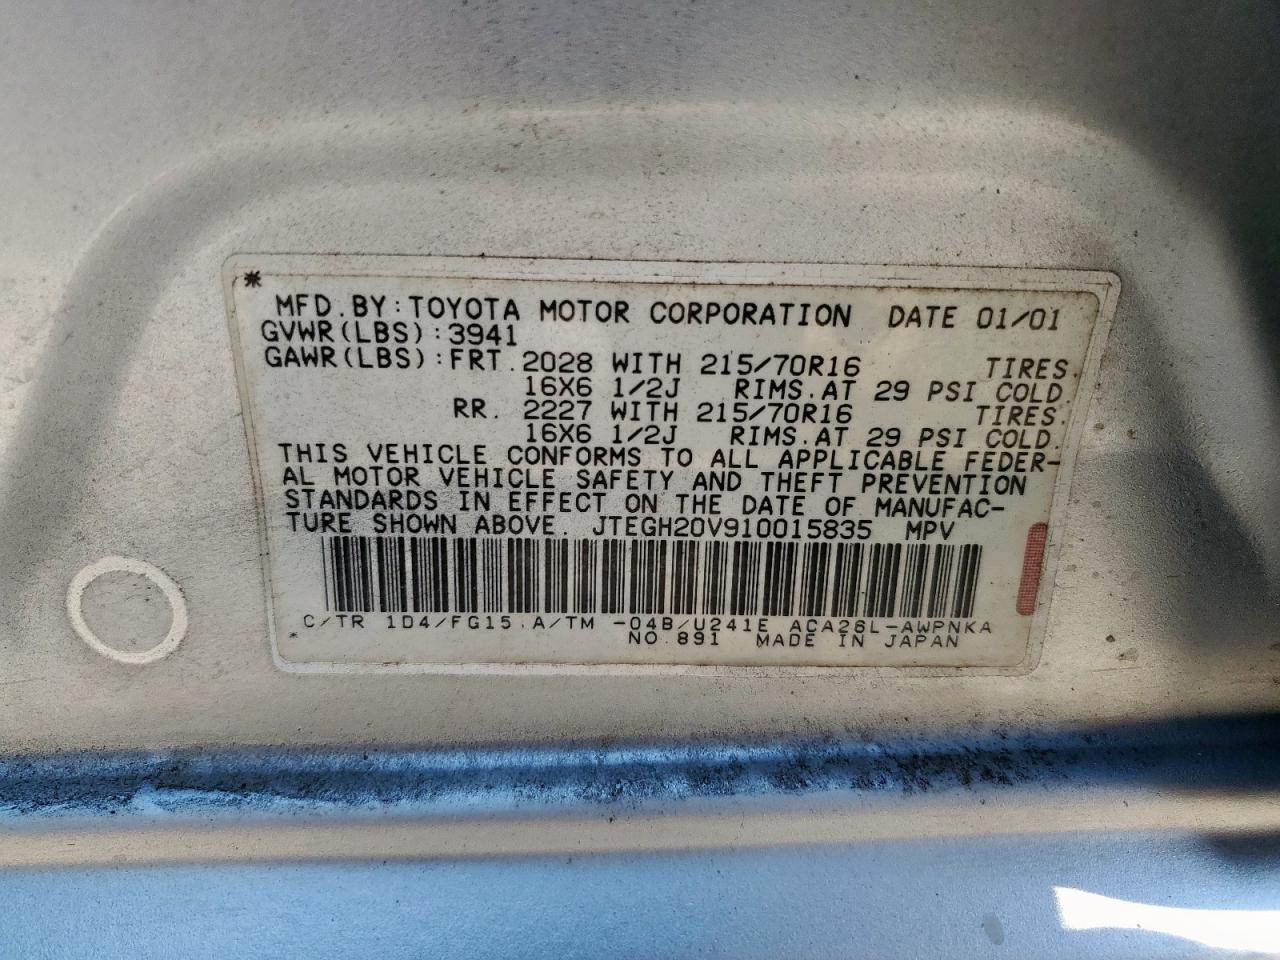 *
MFD.BY:TOYOTA MOTOR CORPORATION DATE 01/01
GVWR(LBS):3941
GAWR(LBS):FRT.2028 WITH 215/70R16 TIRES.
16X6 1/2J RIMS.AT 29 PSI COLD.
RR. 2227 WITH 215/70R16 TIRES.
16X6 1/2J RIMS.AT 29 PSI COLD.
THIS VEHICLE CONFORMS TO ALL APPLICABLE FEDER-
AL MOTOR VEHICLE SAFETY AND THEFT PREVENTION
STANDARDS IN EFFECT ON THE DATE OF MANUFAC-
TURE SHOWN ABOVE. JTEGH20V910015835 MPV
C/TR 1D4/FG15.A/TM -04B/U241E ACA26L-AWPNKA
* NO.891 MADE IN JAPAN